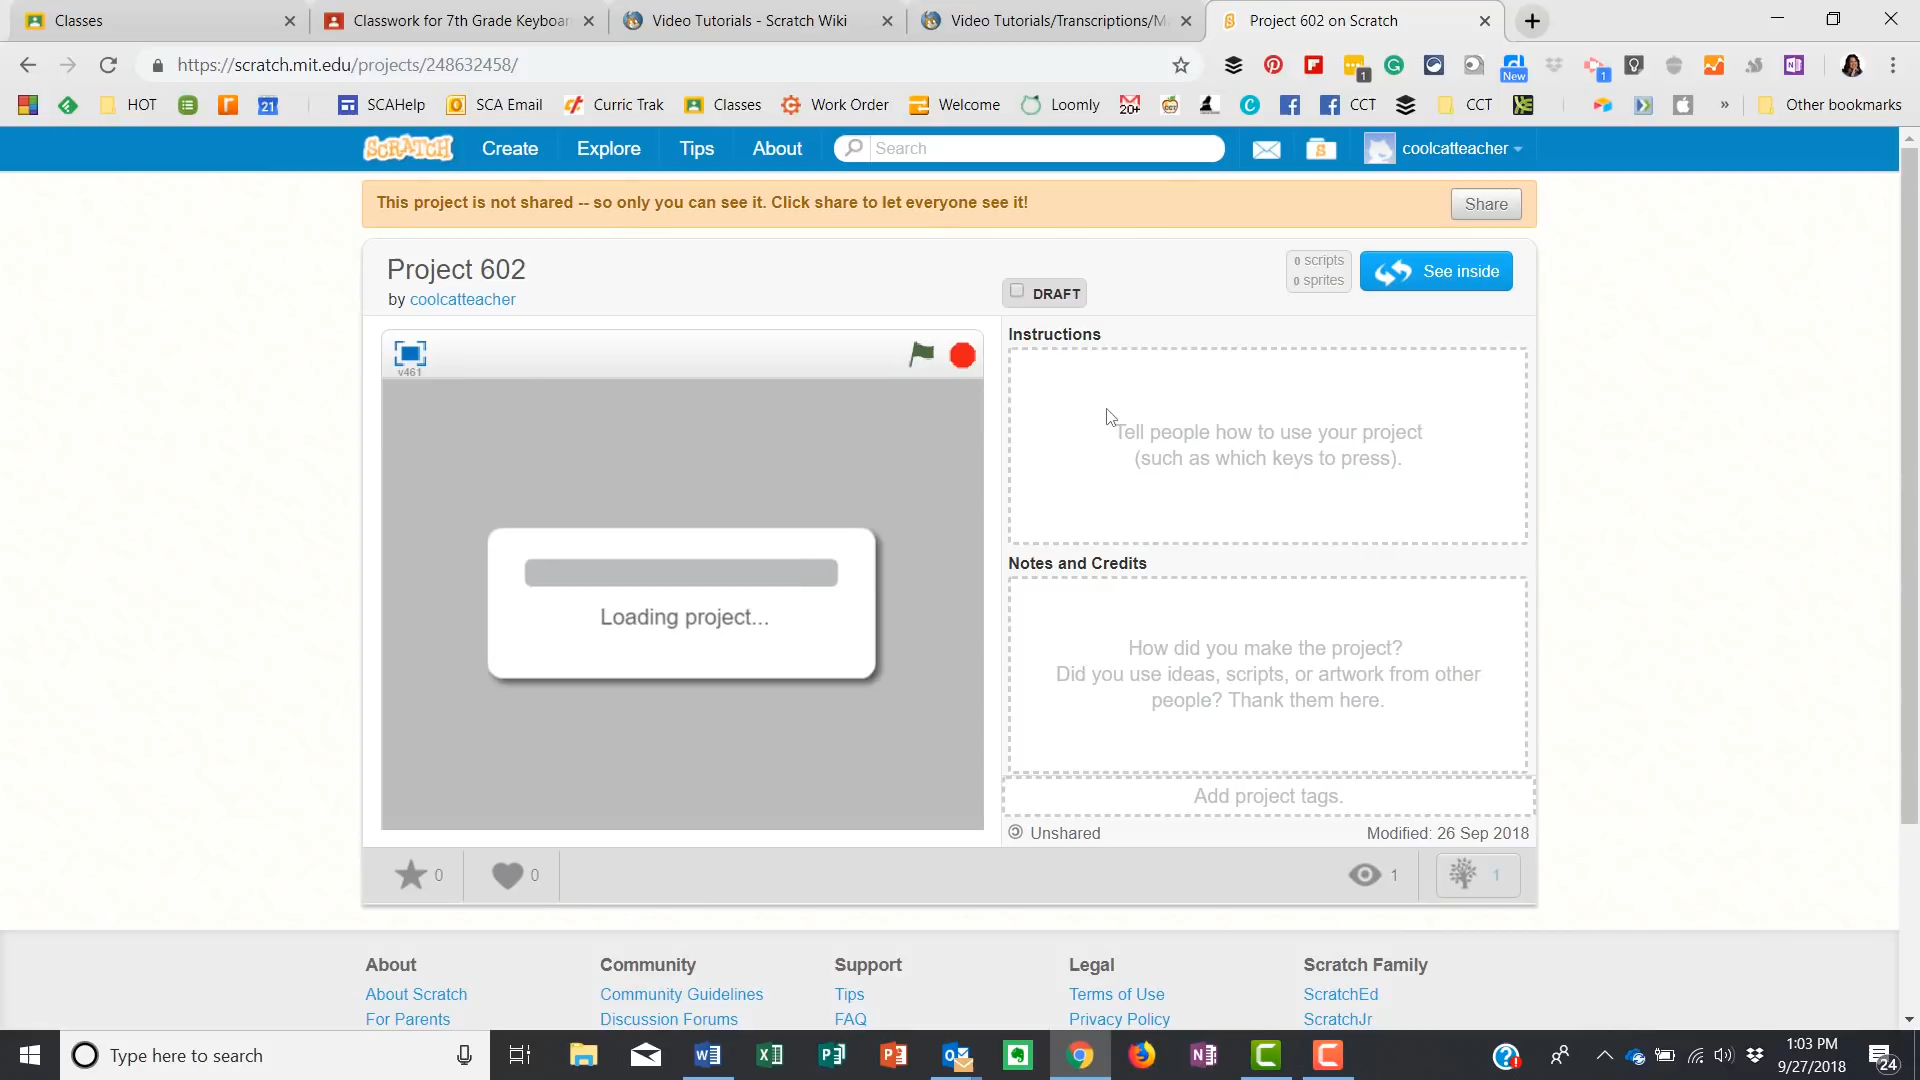 Classes
Classwork for 7th Grade Keyboar
Video Tutorials - Scratch Wiki
Video Tutorials/Transcriptions/M
Project 602 on Scratch
https://scratch.mit.edu/projects/248632458/
1
New
1
HOT
21
SCAHelp
SCA Email
Curric Trak
Classes
Work Order
Welcome
Loomly
20+
CCT
CCT
»
Other bookmarks
SCRATCH
Create
Explore
Tips
About
Search
coolcatteacher
This project is not shared -- so only you can see it. Click share to let everyone see it!
Share
Project 602
by coolcatteacher
DRAFT
0 scripts
0 sprites
See inside
v461
Instructions
Tell people how to use your project
(such as which keys to press).
Loading project...
Notes and Credits
How did you make the project?
Did you use ideas, scripts, or artwork from other
people? Thank them here.
Add project tags.
Unshared
Modified: 26 Sep 2018
0
0
1
1
About
Community
Support
Legal
Scratch Family
About Scratch
Community Guidelines
Tips
Terms of Use
ScratchEd
For Parents
Discussion Forums
FAQ
Privacy Policy
ScratchJr
Type here to search
1:03 PM
9/27/2018
24